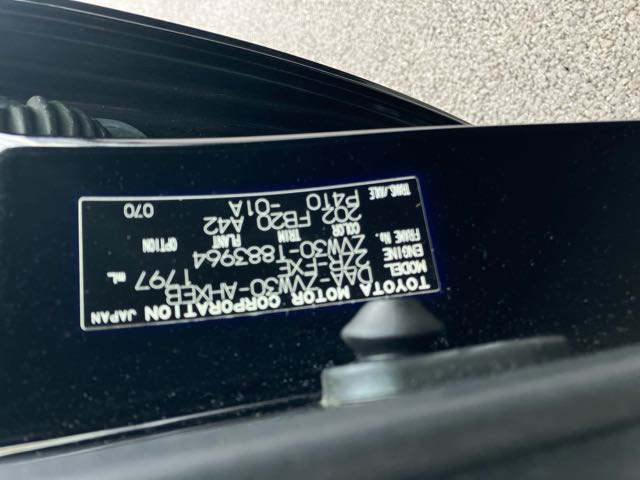 TOYOTA MOTOR CORPORATION JAPAN
MODEL DAA-ZVW30-AHXEB
ENGINE 2ZR-FXE 1797 mL
FRAME No. ZVW30-1883964
COLOR TRIM PLANT OPTION
202 FB20 A42
TRANS./AXLE P410 -01A 070